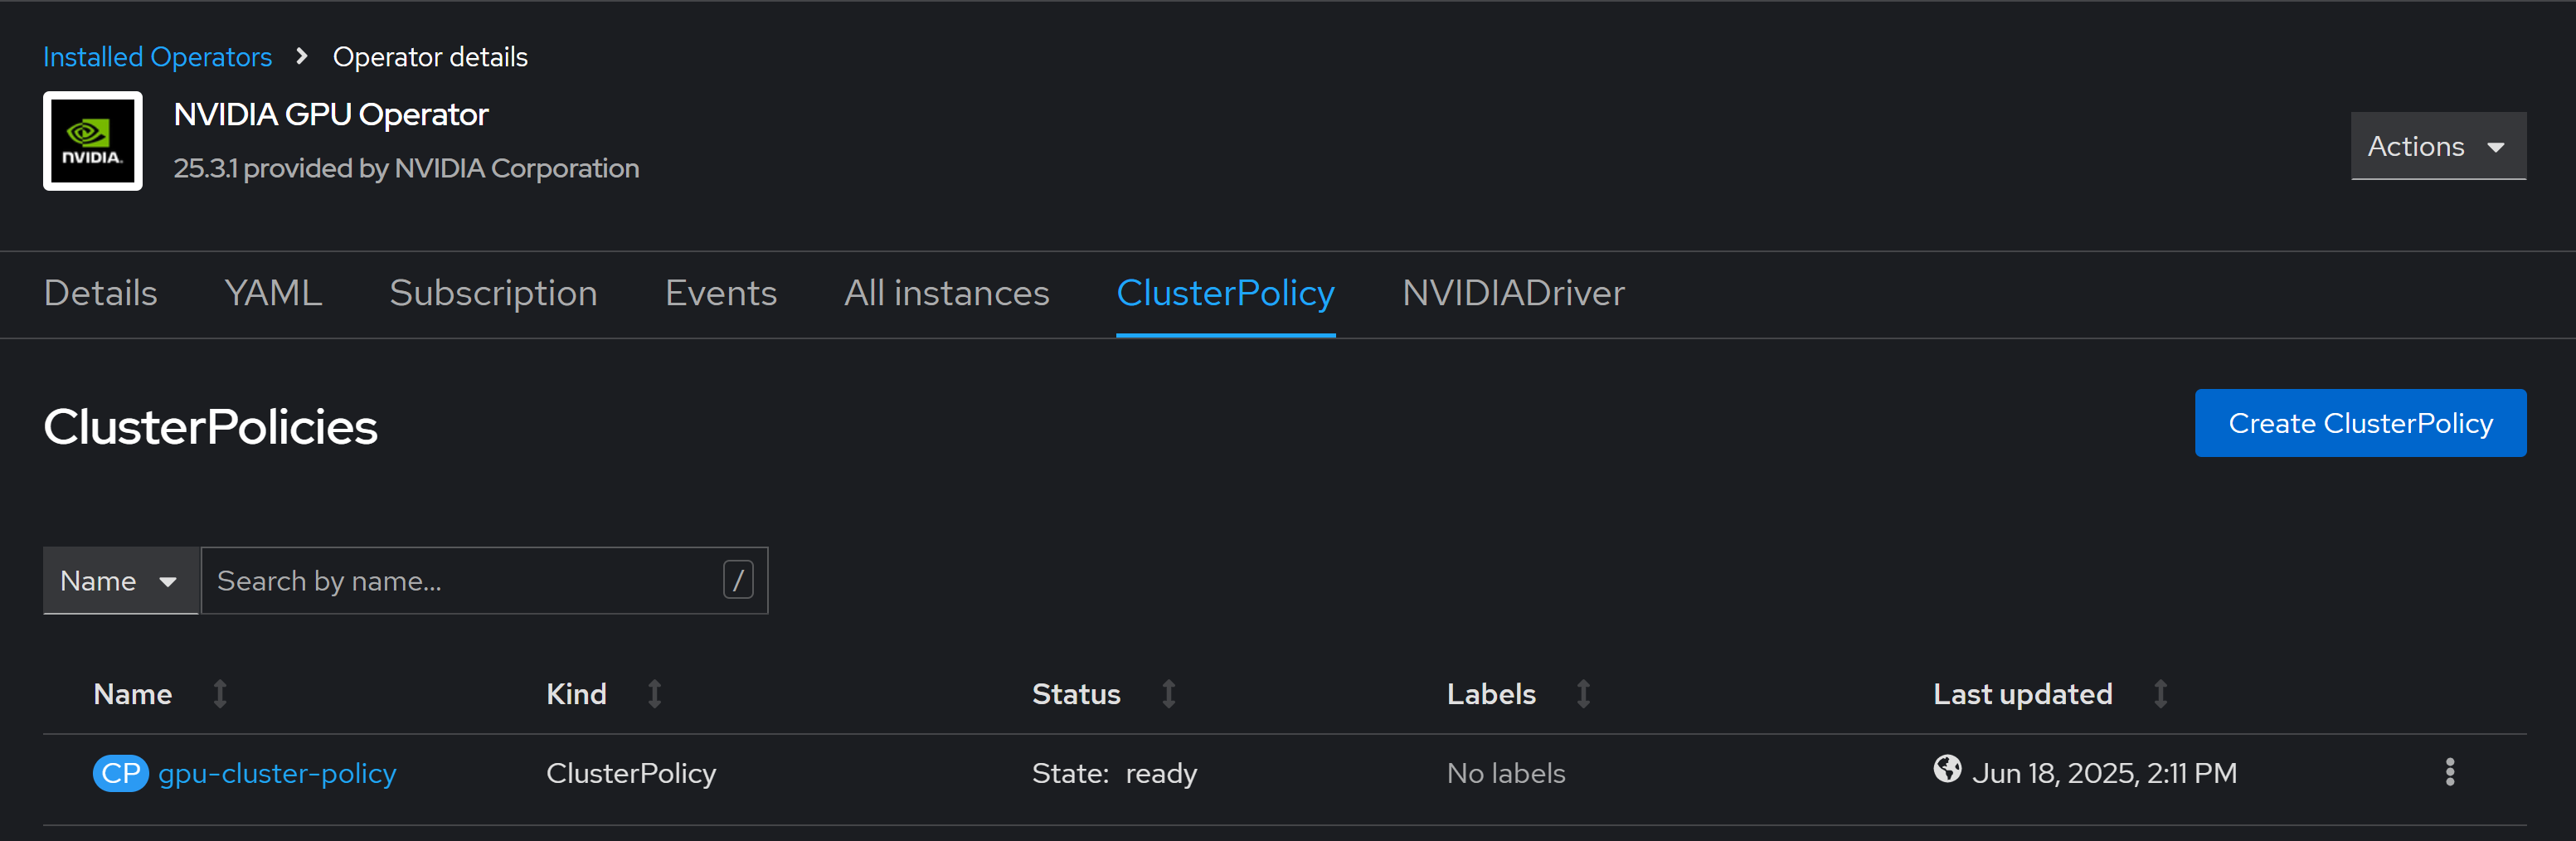 Installed Operators > Operator details
NVIDIA GPU Operator
NVIDIA.
25.3.1 provided by NVIDIA Corporation
Actions
Details YAML Subscription Events All instances ClusterPolicy NVIDIADriver
ClusterPolicies
Create ClusterPolicy
Name Search by name... /
Name Kind Status Labels Last updated
CP gpu-cluster-policy ClusterPolicy State: ready No labels Jun 18, 2025, 2:11 PM